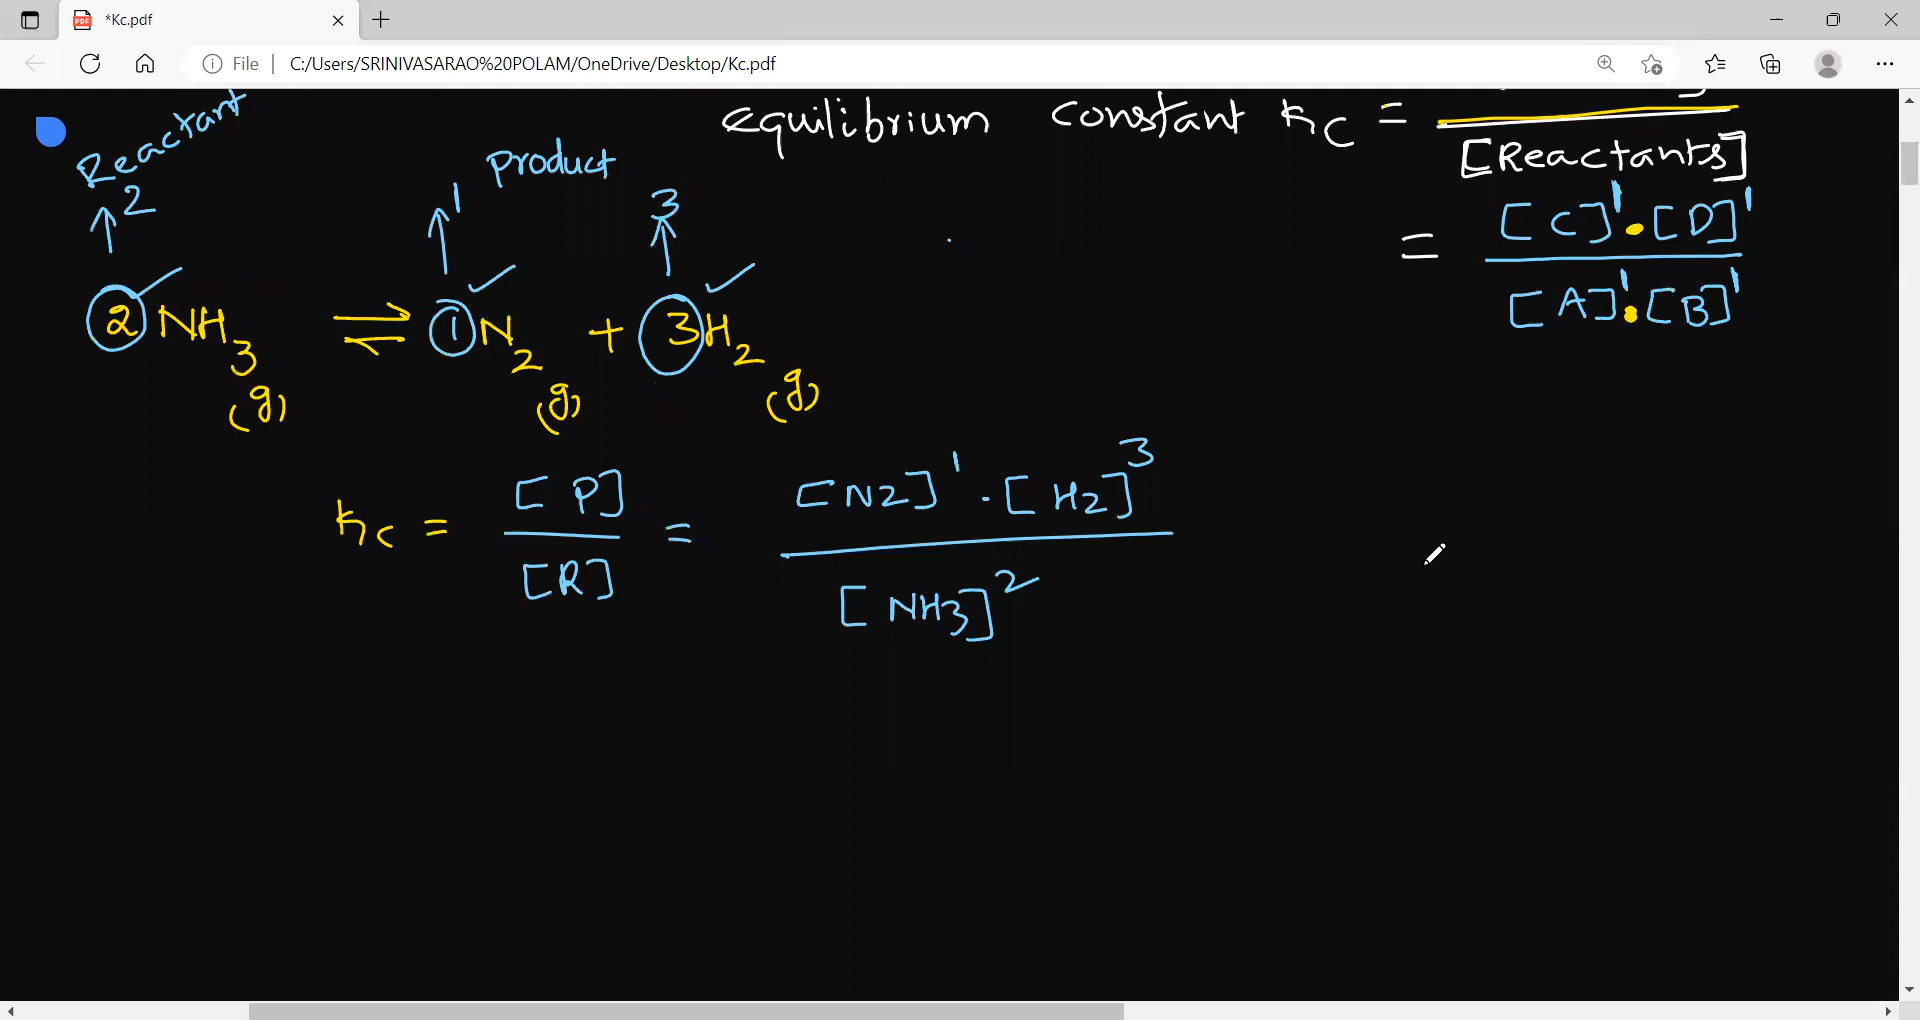 *Kc.pdf
File | C:/Users/SRINIVASARAO%20POLAM/OneDrive/Desktop/Kc.pdf
equilibrium constant Kc =
[Reactants]
= [C]¹·[D]¹
[A]¹·[B]¹
Reactant
Product
2 1 3
2NH3(g) ⇌ 1N2(g) + 3H2(g)
Kc = [P] = [N2]¹·[H2]³
[R] [NH3]²